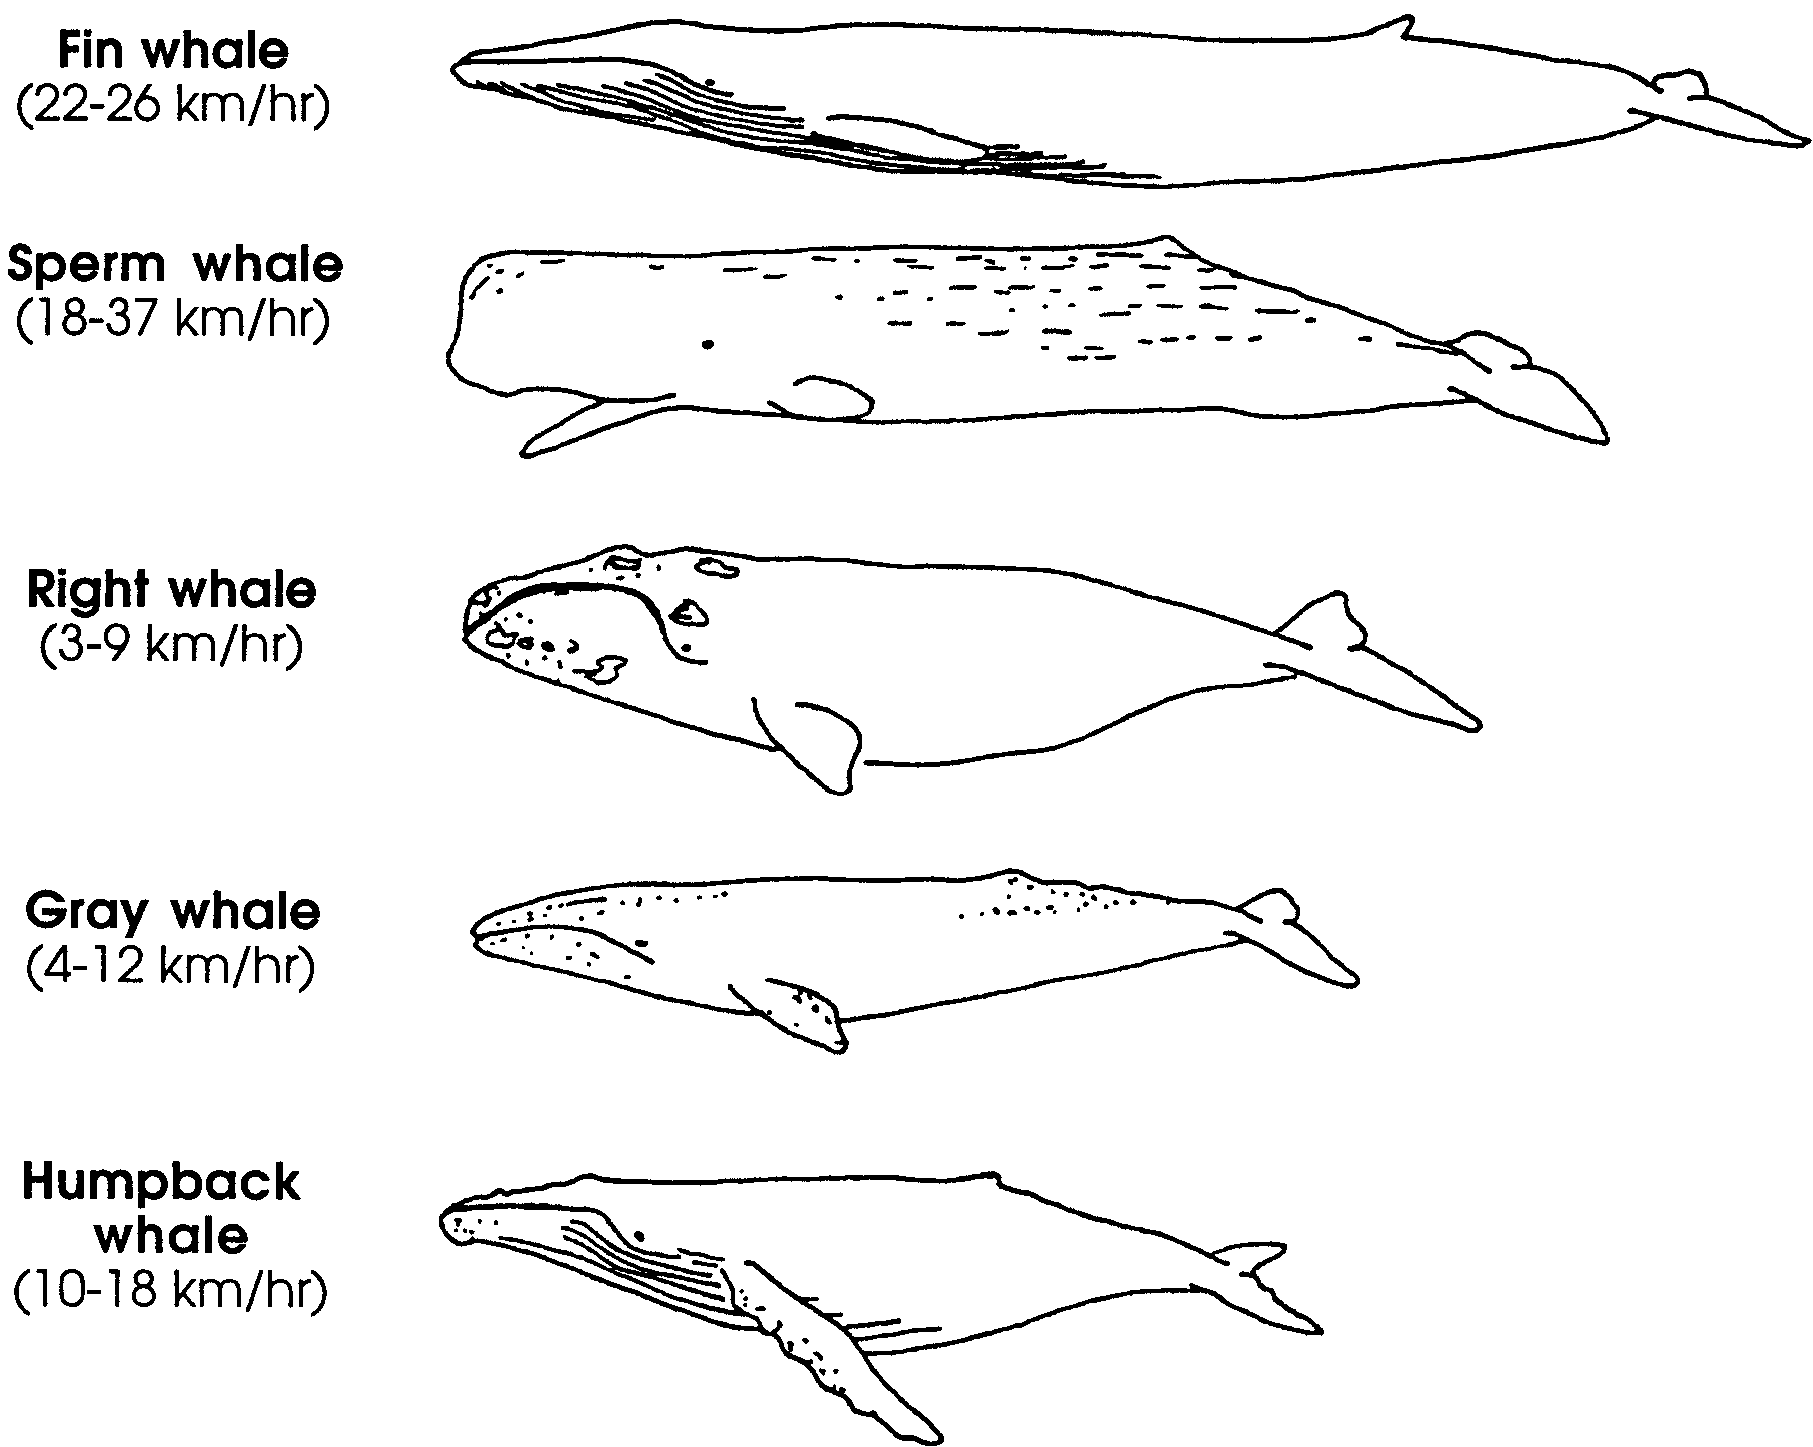 Fin whale
(22-26 km/hr)
Sperm whale
(18-37 km/hr)
Right whale
(3-9 km/hr)
Gray whale
(4-12 km/hr)
Humpback
whale
(10-18 km/hr)